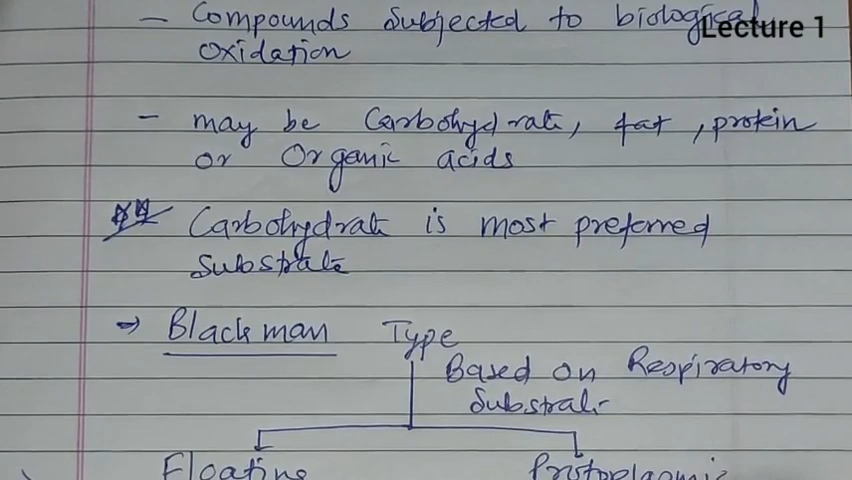 - Compounds Subjected to biological
Lecture 1
oxidation
- may be Carbohydrate, fat, protein
or Organic acids
Carbohydrate is most preferred
Substrate
→ Blackman Type
Based on Respiratory
Substrate
Floating Protoplasmic